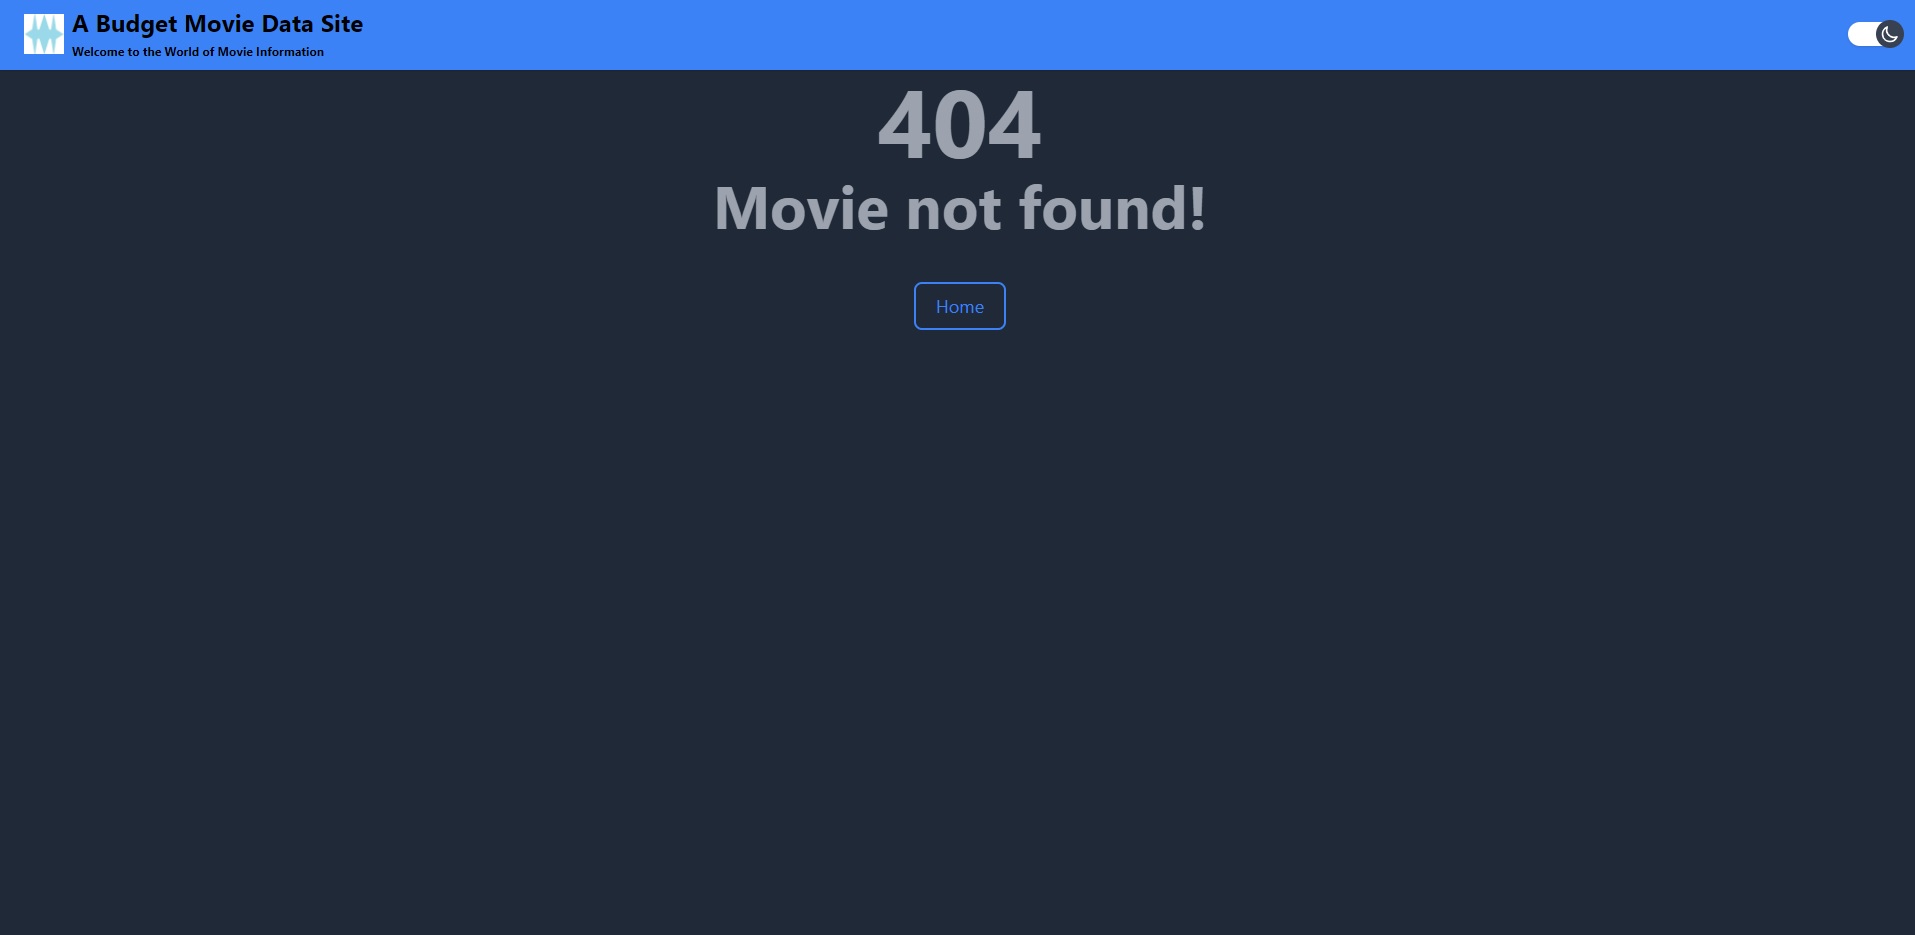 A Budget Movie Data Site
Welcome to the World of Movie Information
404
Movie not found!
Home